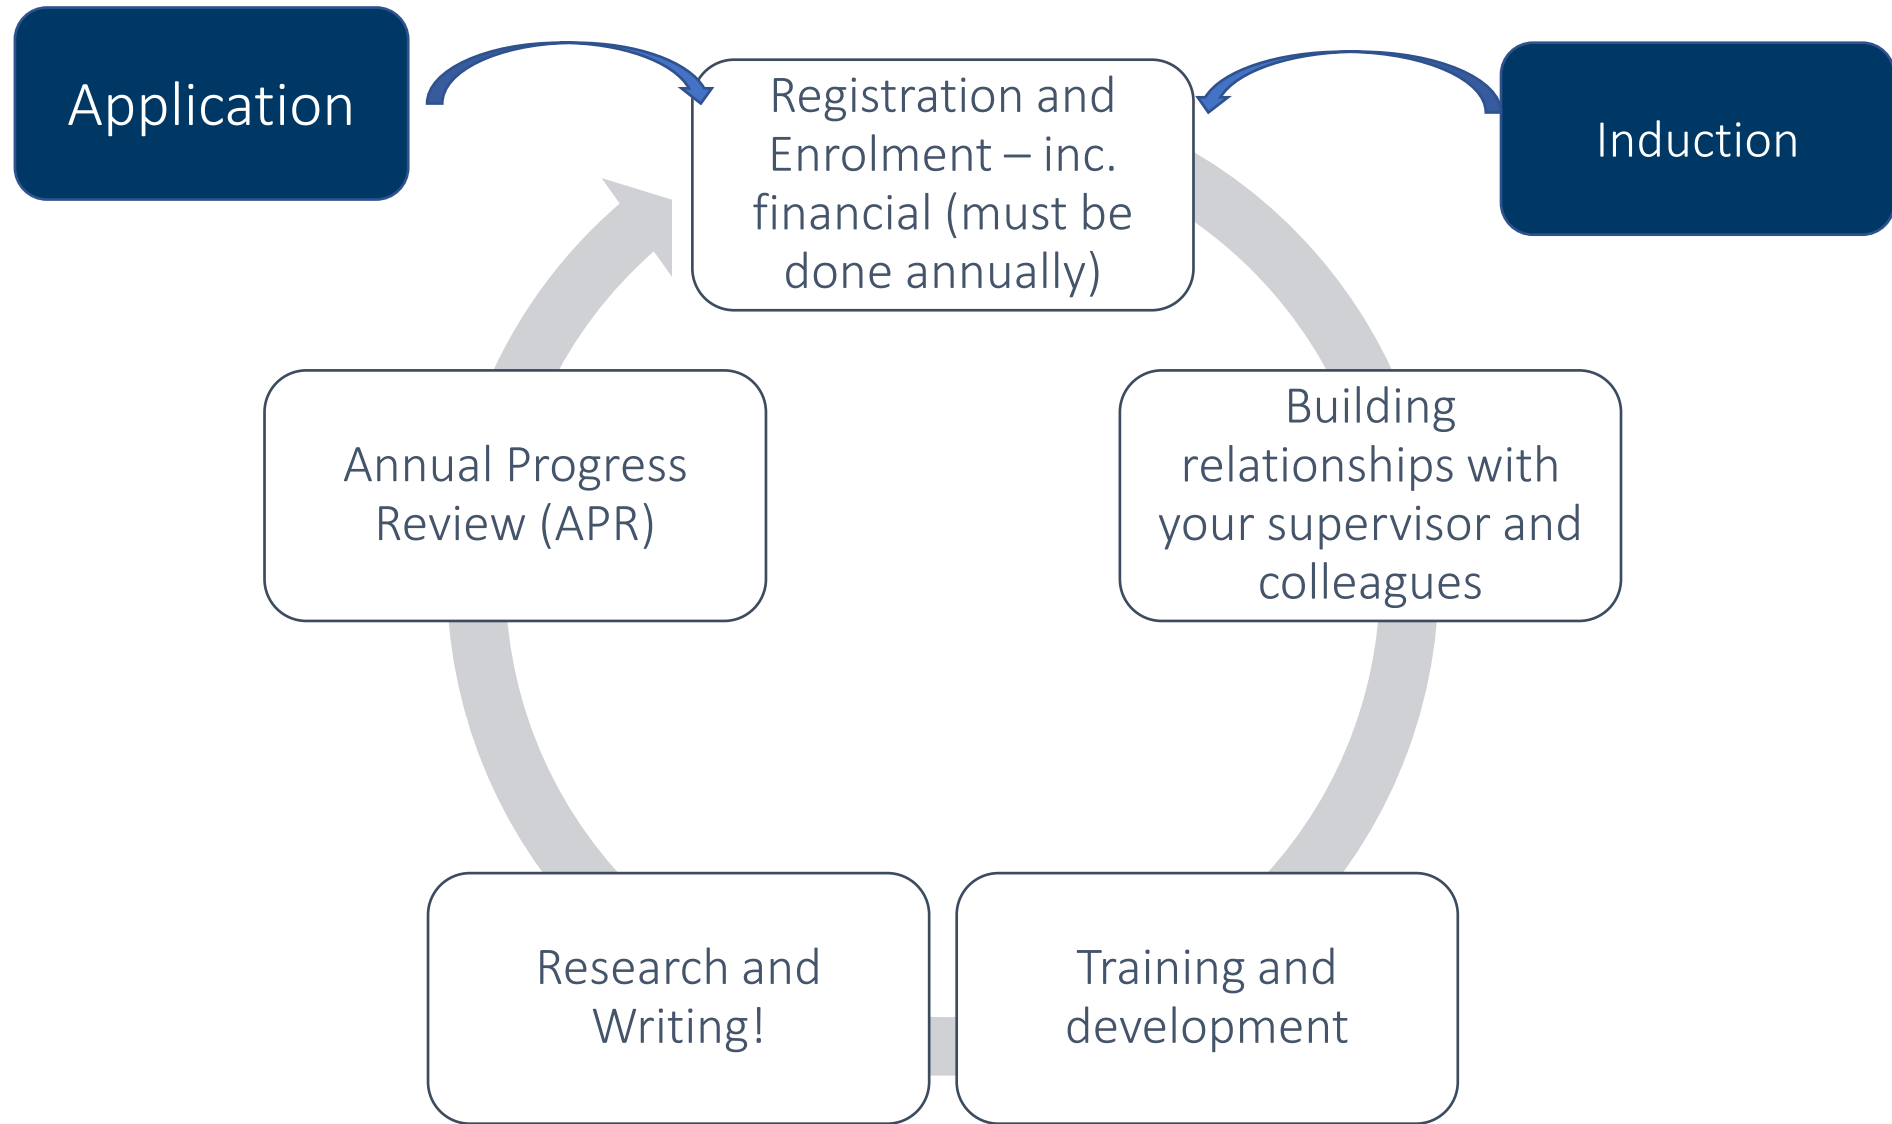 Application
Registration and
Enrolment – inc.
financial (must be
done annually)
Induction
Building
relationships with
your supervisor and
colleagues
Annual Progress
Review (APR)
Training and
development
Research and
Writing!